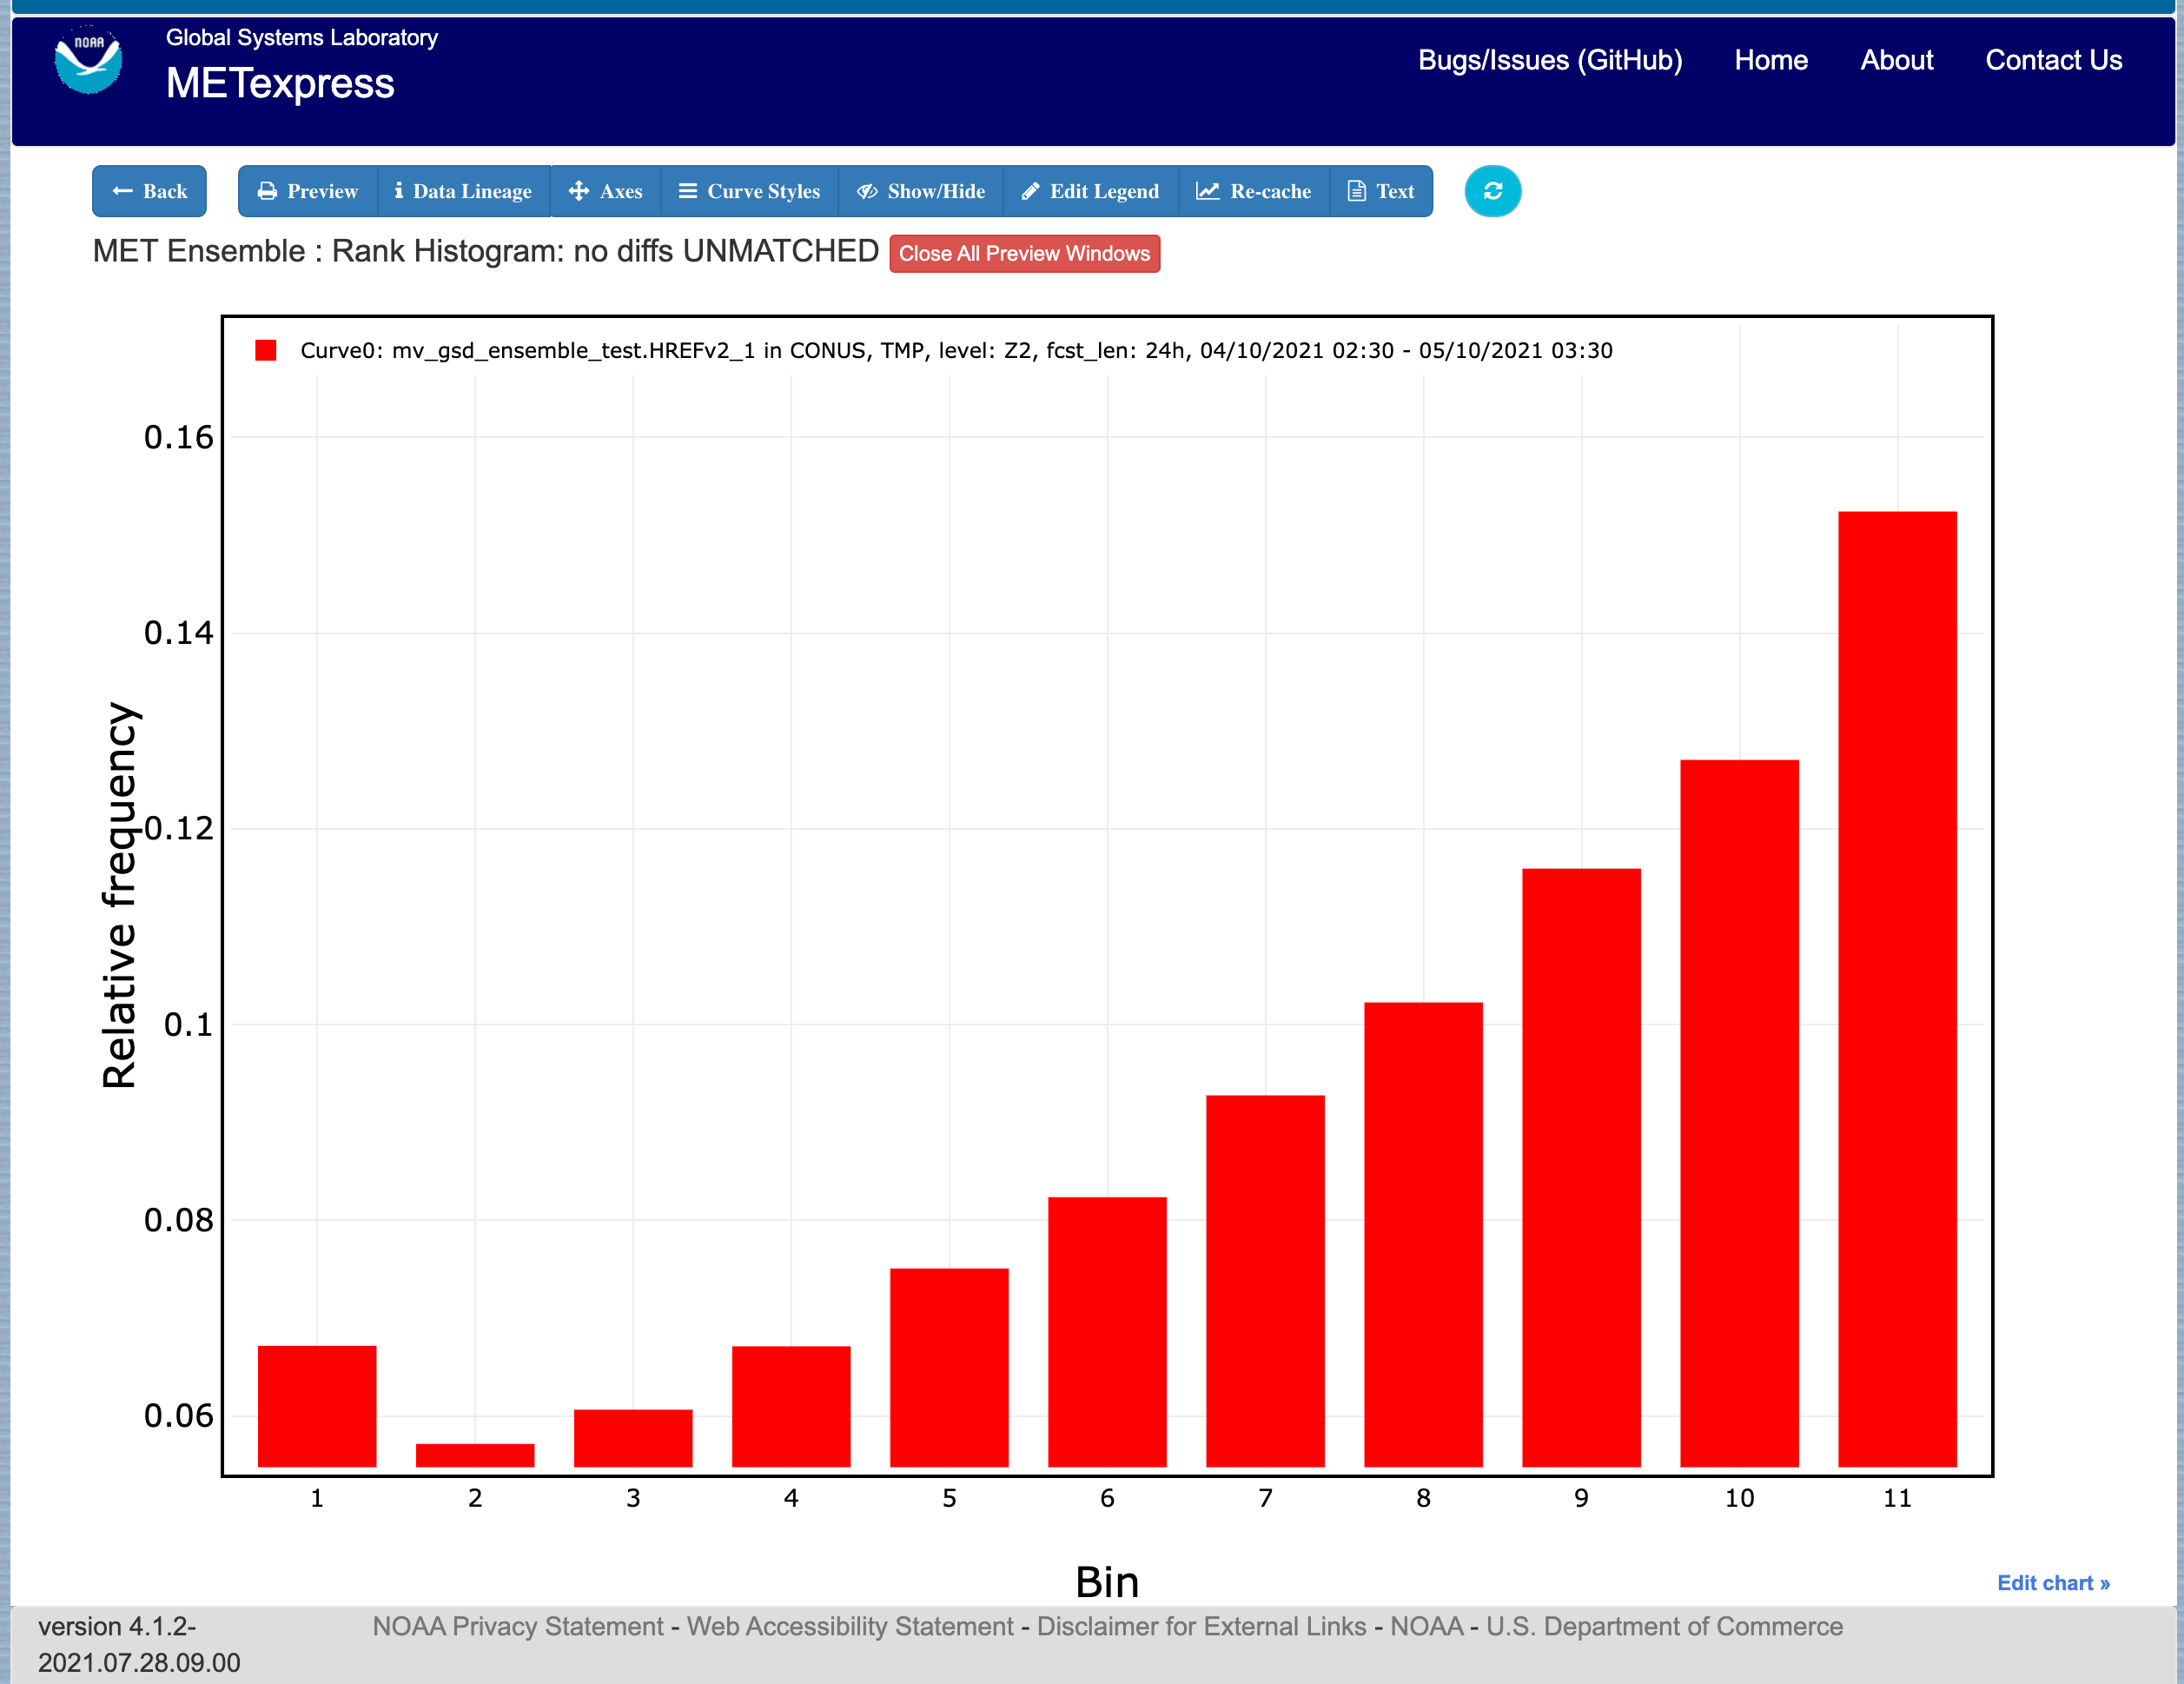 NOAA
Global Systems Laboratory
METexpress
Bugs/Issues (GitHub) Home About Contact Us
Back Preview Data Lineage Axes Curve Styles Show/Hide Edit Legend Re-cache Text
MET Ensemble : Rank Histogram: no diffs UNMATCHED Close All Preview Windows
Curve0: mv_gsd_ensemble_test.HREFv2_1 in CONUS, TMP, level: Z2, fcst_len: 24h, 04/10/2021 02:30 - 05/10/2021 03:30
Relative frequency
0.16
0.14
0.12
0.1
0.08
0.06
1 2 3 4 5 6 7 8 9 10 11
Bin
Edit chart »
version 4.1.2-
2021.07.28.09.00
NOAA Privacy Statement - Web Accessibility Statement - Disclaimer for External Links - NOAA - U.S. Department of Commerce